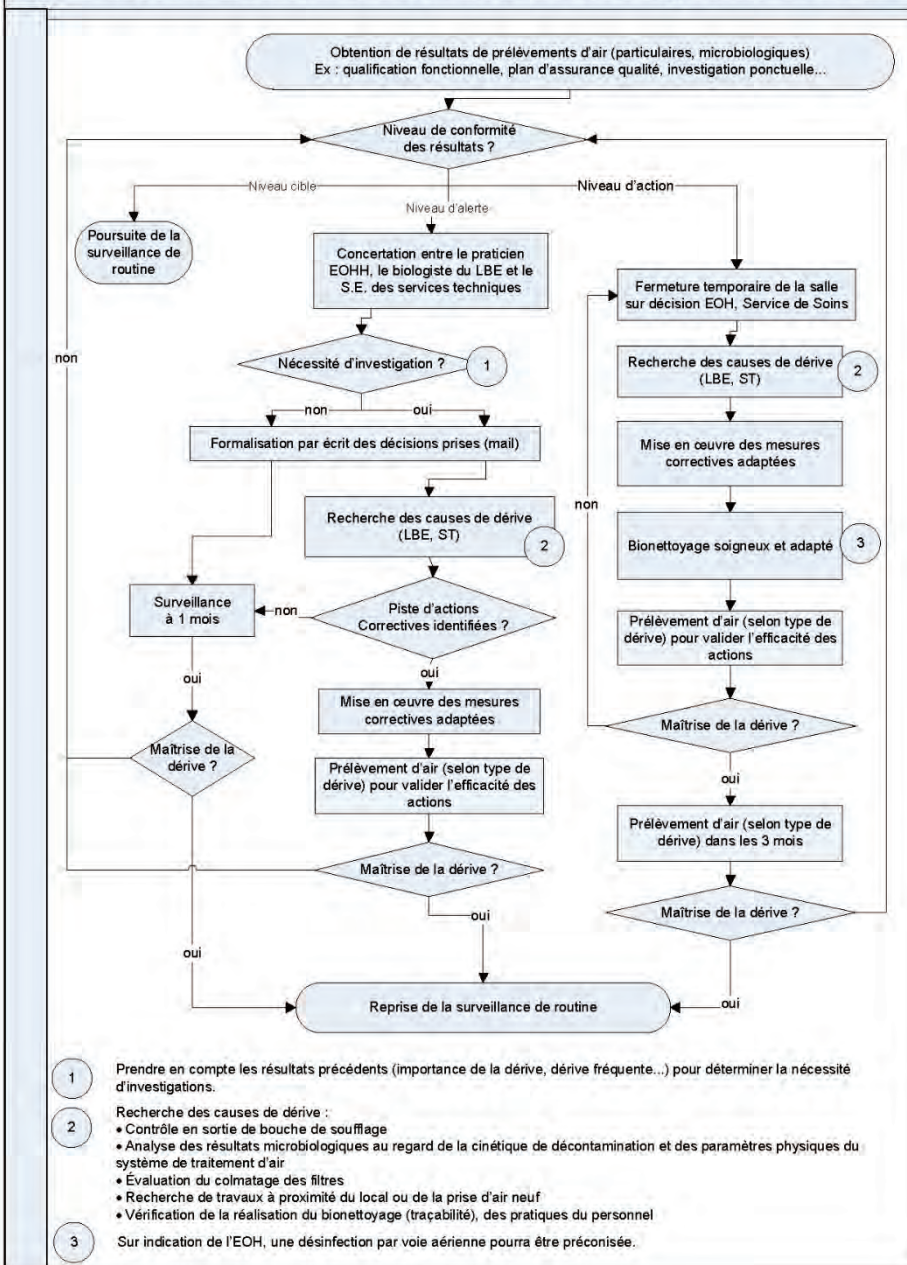 Obtention de résultats de prélèvements d'air (particulaires, microbiologiques)
Ex : qualification fonctionnelle, plan d'assurance qualité, investigation ponctuelle...
Niveau de conformité
des résultats ?
Niveau cible
Niveau d'alerte
Niveau d'action
Poursuite de la
surveillance de
routine
Concertation entre le praticien
EOHH, le biologiste du LBE et le
S.E. des services techniques
Nécessité d'investigation ?
1
non
oui
Formalisation par écrit des décisions prises (mail)
Recherche des causes de dérive
(LBE, ST)
2
Surveillance
à 1 mois
non
Piste d'actions
Correctives identifiées ?
oui
oui
Mise en œuvre des mesures
correctives adaptées
Maîtrise de la
dérive ?
non
Prélèvement d'air (selon type de
dérive) pour valider l'efficacité des
actions
Maîtrise de la dérive ?
oui
oui
Fermeture temporaire de la salle
sur décision EOH, Service de Soins
Recherche des causes de dérive
(LBE, ST)
2
Mise en œuvre des mesures
correctives adaptées
non
Bionettoyage soigneux et adapté
3
Prélèvement d'air (selon type de
dérive) pour valider l'efficacité des
actions
Maîtrise de la dérive ?
oui
Prélèvement d'air (selon type de
dérive) dans les 3 mois
Maîtrise de la dérive ?
oui
Reprise de la surveillance de routine
1
Prendre en compte les résultats précédents (importance de la dérive, dérive fréquente...) pour déterminer la nécessité
d'investigations.
2
Recherche des causes de dérive :
• Contrôle en sortie de bouche de soufflage
• Analyse des résultats microbiologiques au regard de la cinétique de décontamination et des paramètres physiques du
système de traitement d'air
• Évaluation du colmatage des filtres
• Recherche de travaux à proximité du local ou de la prise d'air neuf
• Vérification de la réalisation du bionettoyage (traçabilité), des pratiques du personnel
3
Sur indication de l'EOH, une désinfection par voie aérienne pourra être préconisée.